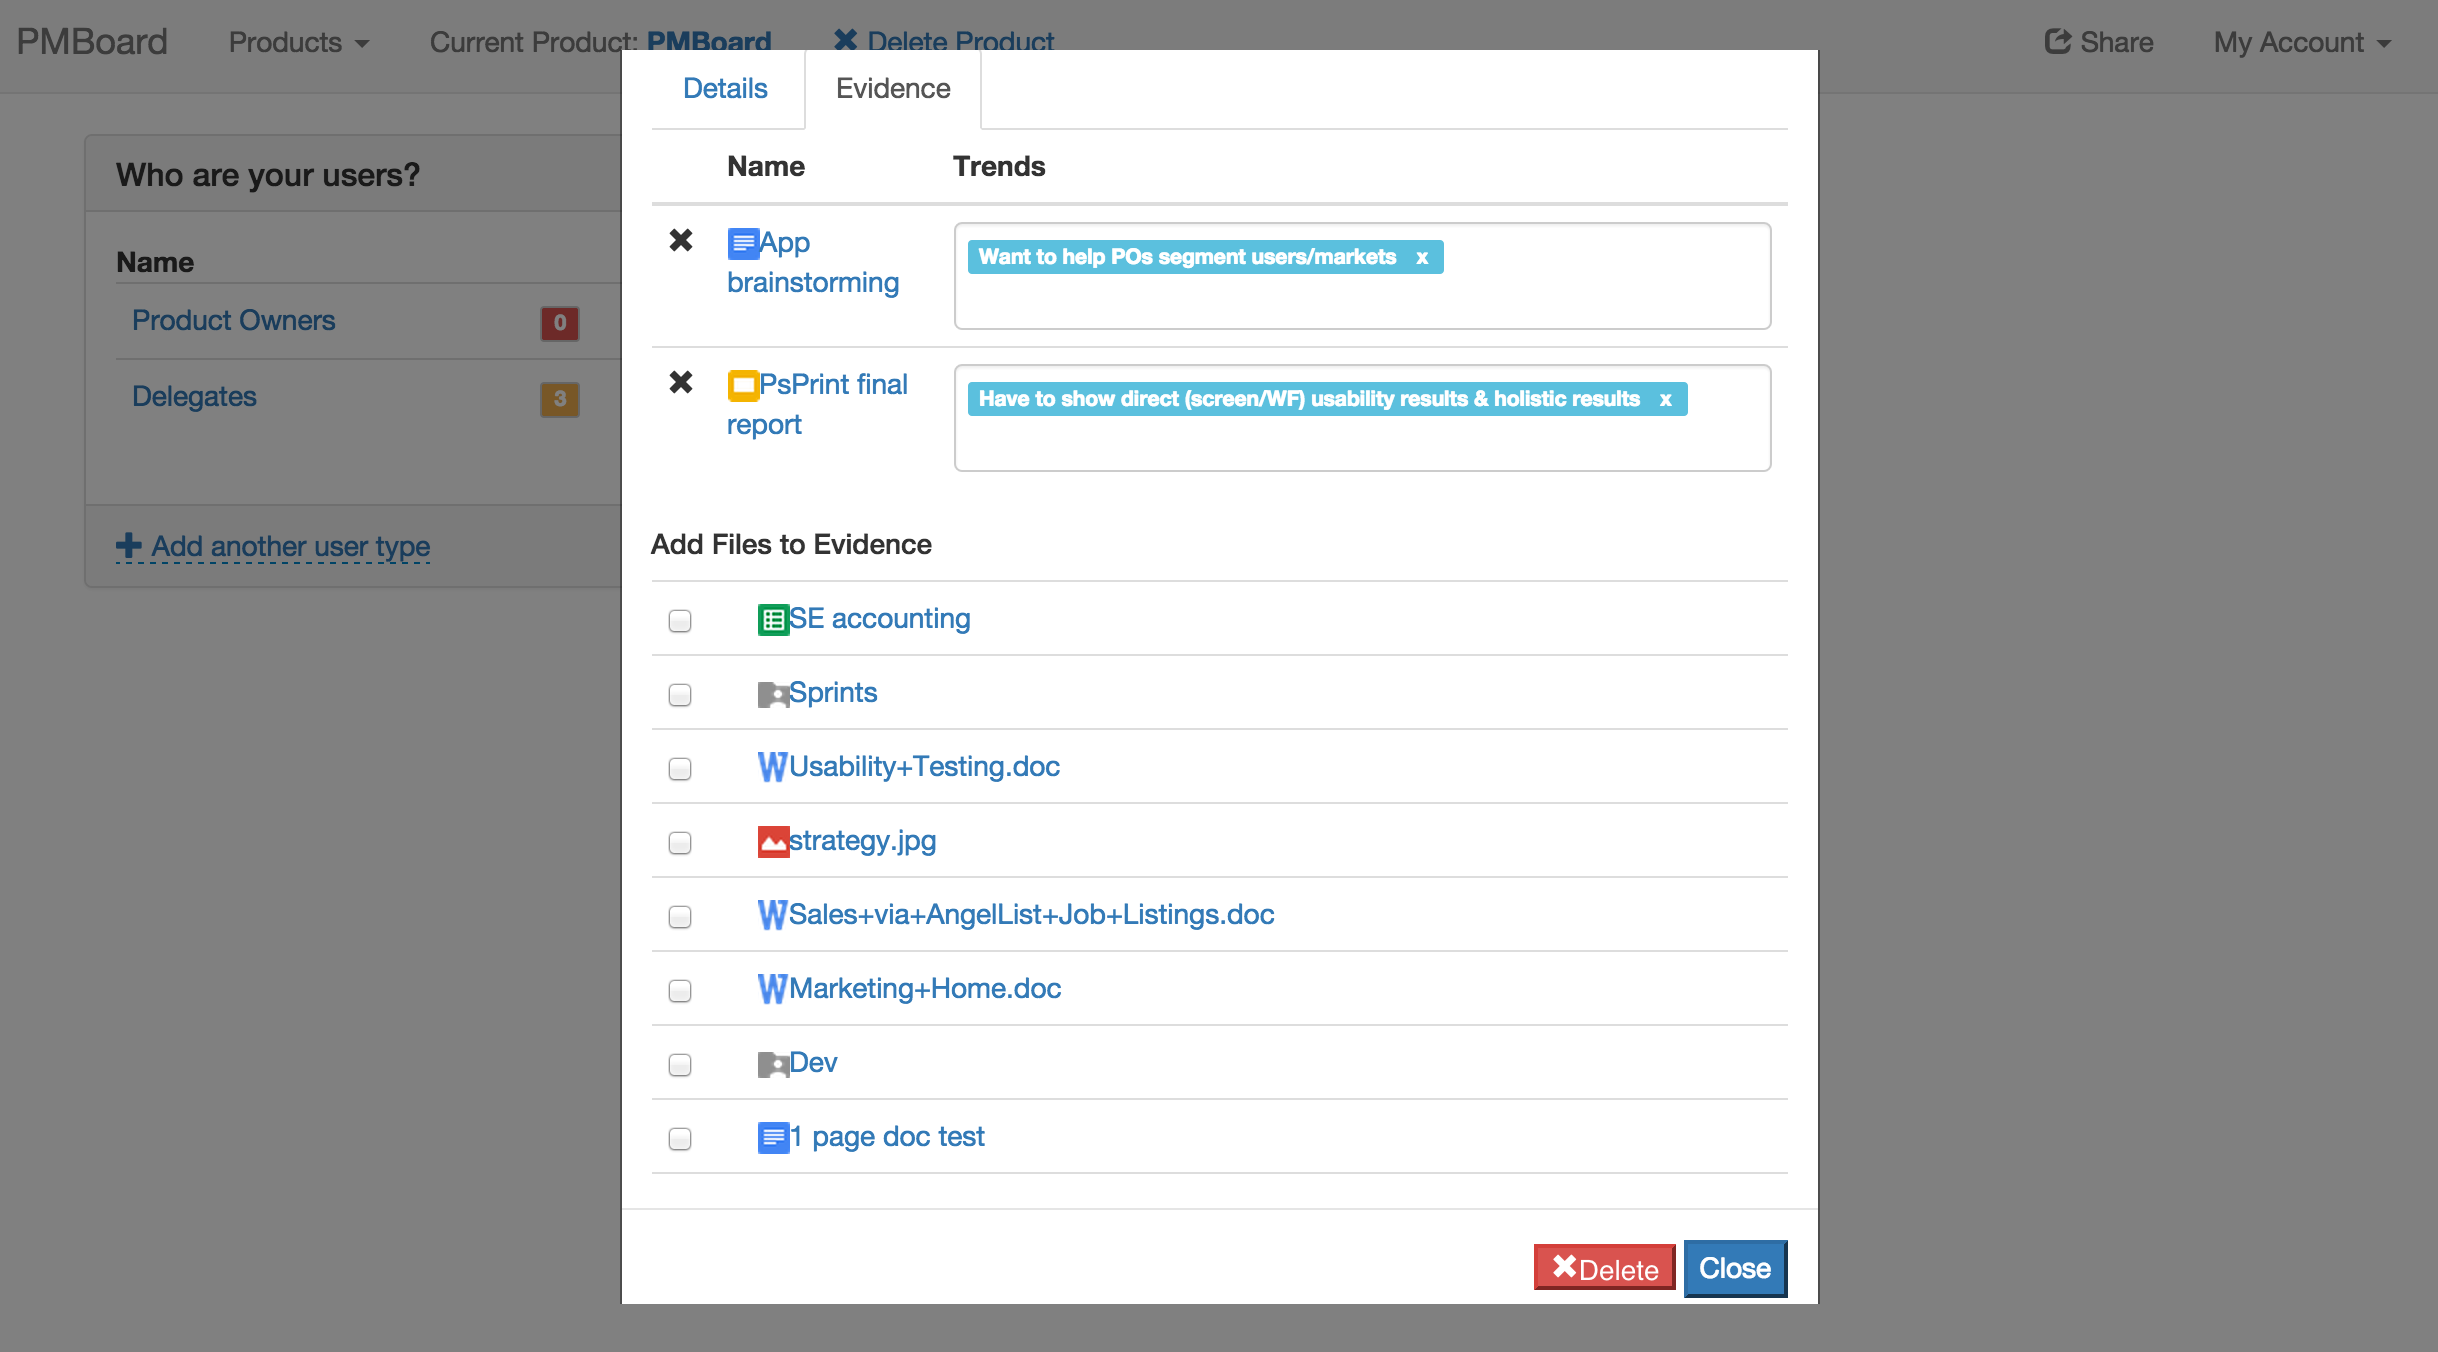 PMBoard Products Current Product: PMBoard Delete Product Share My Account
Who are your users?
Name
Product Owners 0
Delegates 3
Add another user type
Details Evidence
Name Trends
App brainstorming
Want to help POs segment users/markets x
PsPrint final report
Have to show direct (screen/WF) usability results & holistic results x
Add Files to Evidence
SE accounting
Sprints
Usability+Testing.doc
strategy.jpg
Sales+via+AngelList+Job+Listings.doc
Marketing+Home.doc
Dev
1 page doc test
Delete Close